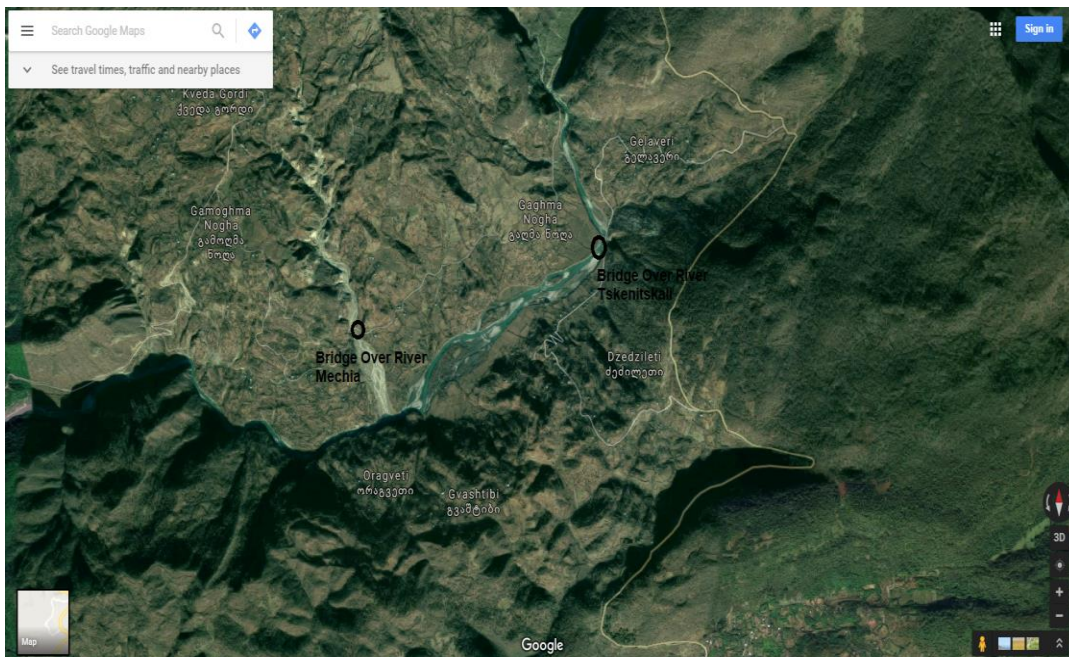 Search Google Maps
Sign in
See travel times, traffic and nearby places
Kveda Gordi
ქვედა გორდი
Gelaveri
გელავერი
Gamoghma
Nogha
გამოღმა
ნოღა
Gaghma
Nogha
გაღმა ნოღა
Bridge Over River
Tskenitskali
Bridge Over River
Mechia
Dzedzileti
ძეძილეთი
Oragveti
ორაგვეთი
Gvashtibi
გვაშტიბი
3D
Map
Google